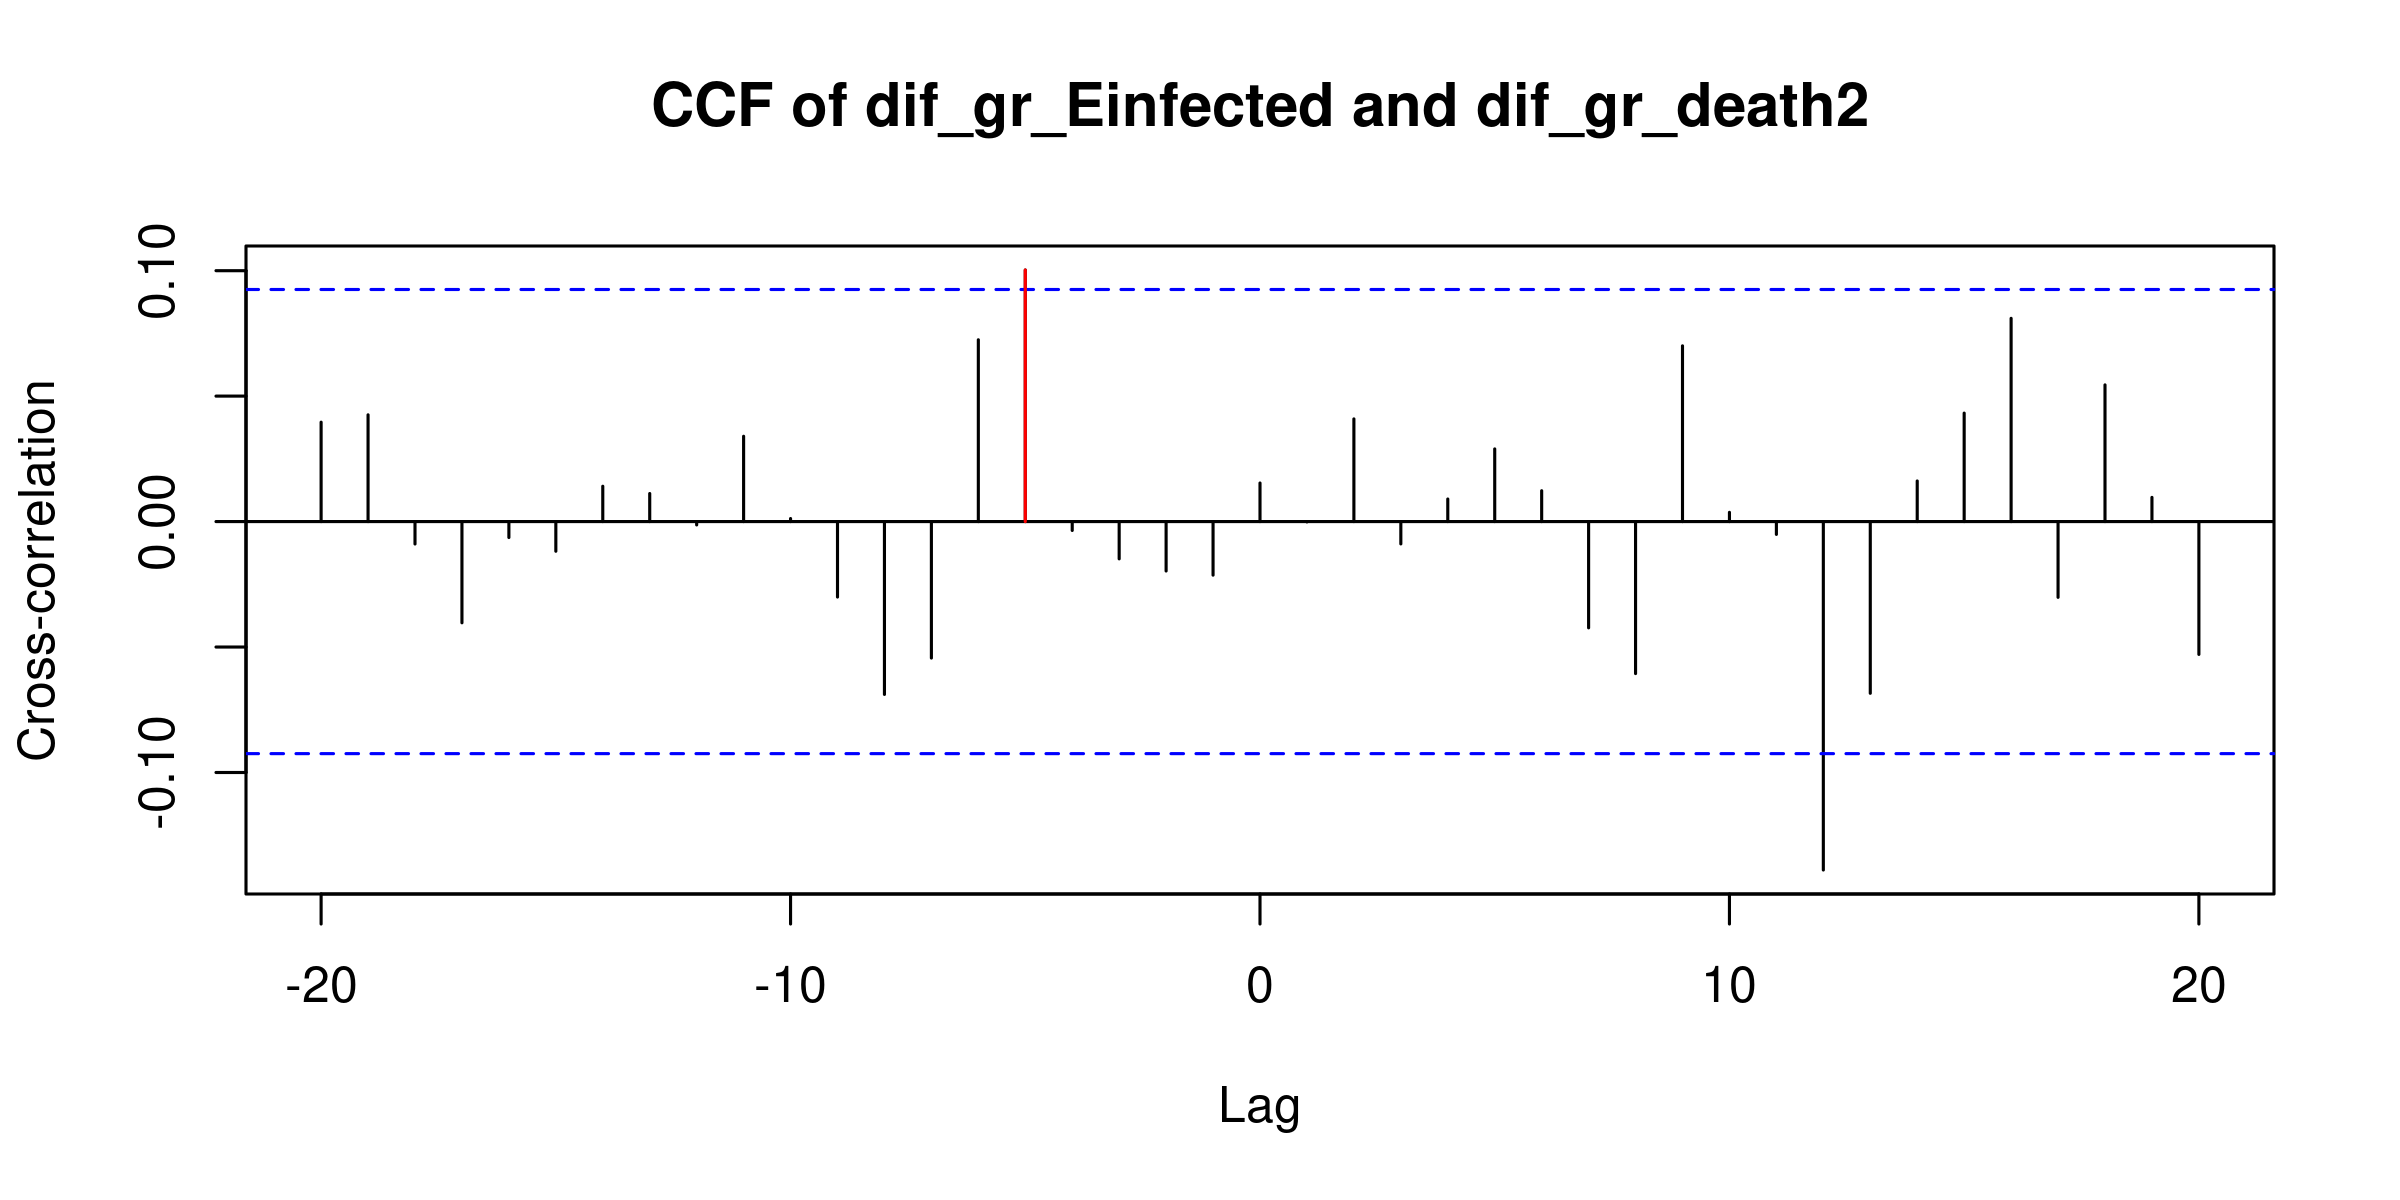 CCF of dif_gr_Einfected and dif_gr_death2
Cross-correlation
0.10
0.00
-0.10
-20 -10 0 10 20
Lag